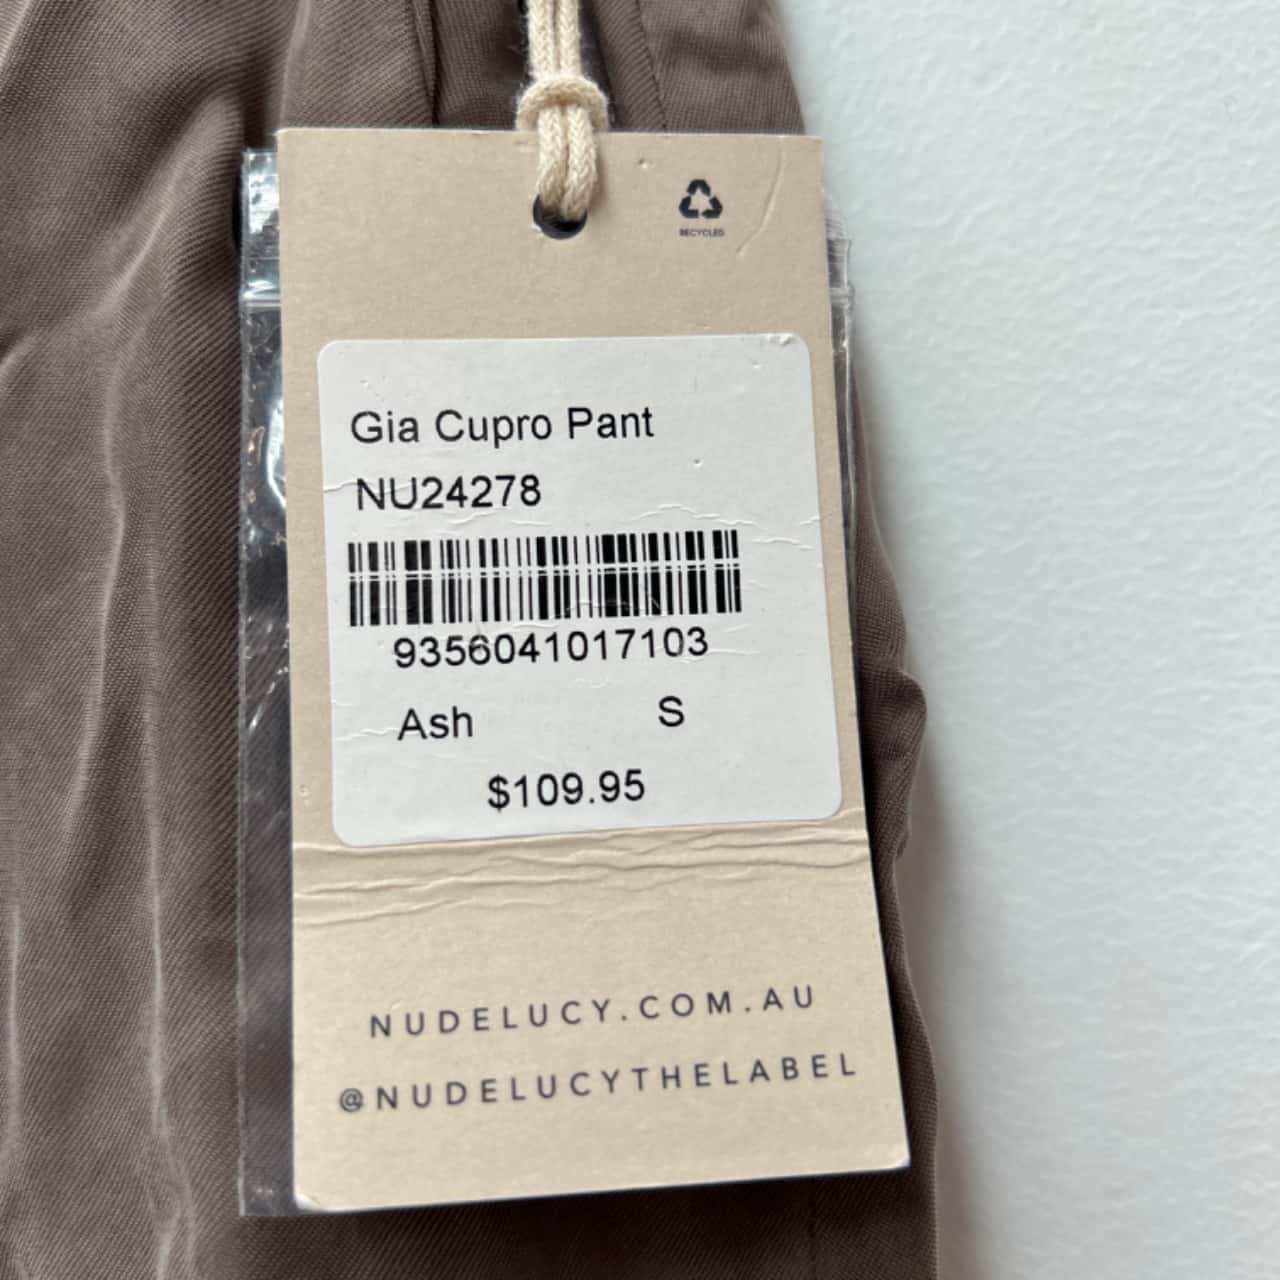 RECYCLED
Gia Cupro Pant
NU24278
9356041017103
Ash S
$109.95
NUDELUCY.COM.AU
@NUDELUCYTHELABEL